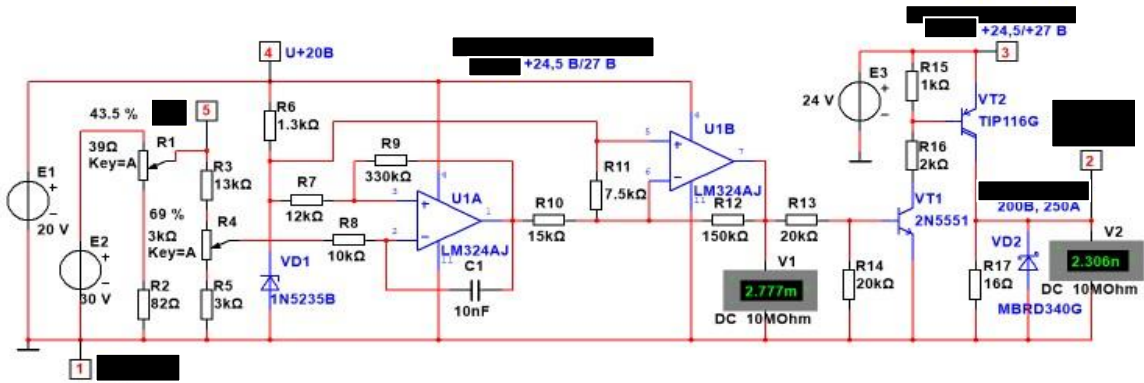 +24,5/+27 В
4
U+20В
+24,5 В/27 В
3
43.5 %
5
R1
39Ω
Key=A
R6
1.3kΩ
E3
24 V
R15
1kΩ
VT2
TIP116G
R9
330kΩ
U1B
LM324AJ
R3
13kΩ
R7
12kΩ
U1A
LM324AJ
R11
7.5kΩ
R16
2kΩ
2
E1
20 V
69 %
3kΩ
Key=A
R4
R8
10kΩ
R10
15kΩ
R12
150kΩ
R13
20kΩ
VT1
2N5551
200В, 250А
E2
30 V
R2
82Ω
R5
3kΩ
VD1
1N5235B
C1
10nF
V1
2.777m
DC 10MOhm
R14
20kΩ
R17
16Ω
VD2
MBRD340G
V2
2.306n
DC 10MOhm
1